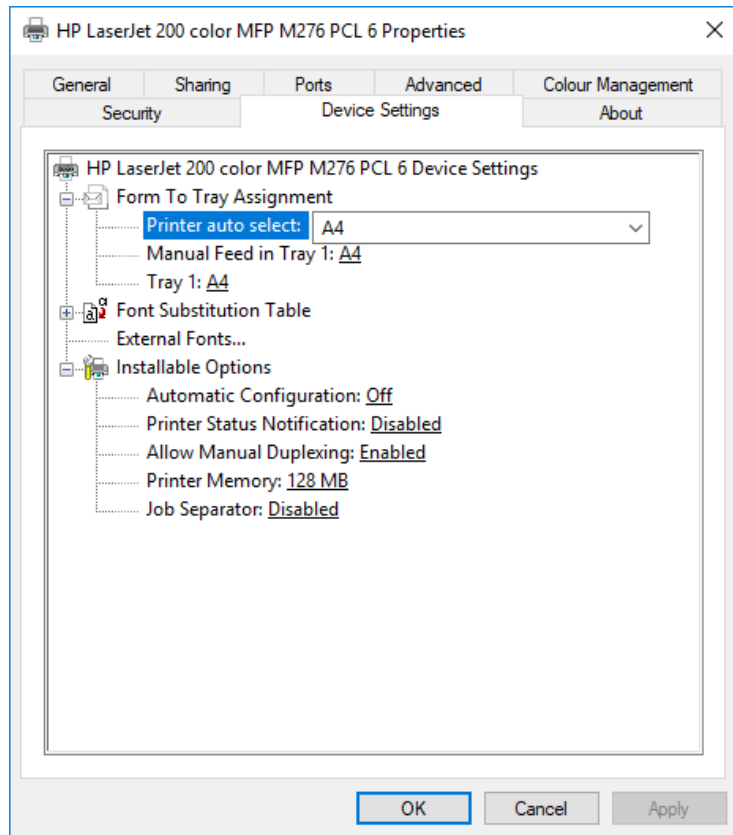 HP LaserJet 200 color MFP M276 PCL 6 Properties
General Sharing Ports Advanced Colour Management
Security Device Settings About
HP LaserJet 200 color MFP M276 PCL 6 Device Settings
Form To Tray Assignment
Printer auto select: A4
Manual Feed in Tray 1: A4
Tray 1: A4
Font Substitution Table
External Fonts...
Installable Options
Automatic Configuration: Off
Printer Status Notification: Disabled
Allow Manual Duplexing: Enabled
Printer Memory: 128 MB
Job Separator: Disabled
OK Cancel Apply